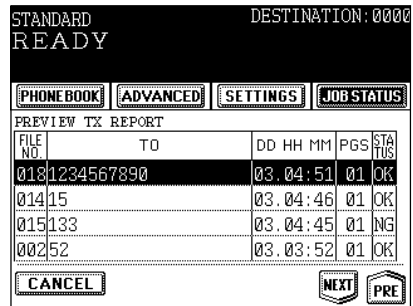 STANDARD DESTINATION:0000
READY
PHONE BOOK ADVANCED SETTINGS JOB STATUS
PREVIEW TX REPORT
FILE NO. TO DD HH MM PGS STATUS
018 1234567890 03.04:51 01 OK
014 15 03.04:46 01 OK
015 133 03.04:45 01 NG
002 52 03.03:52 01 OK
CANCEL NEXT PRE